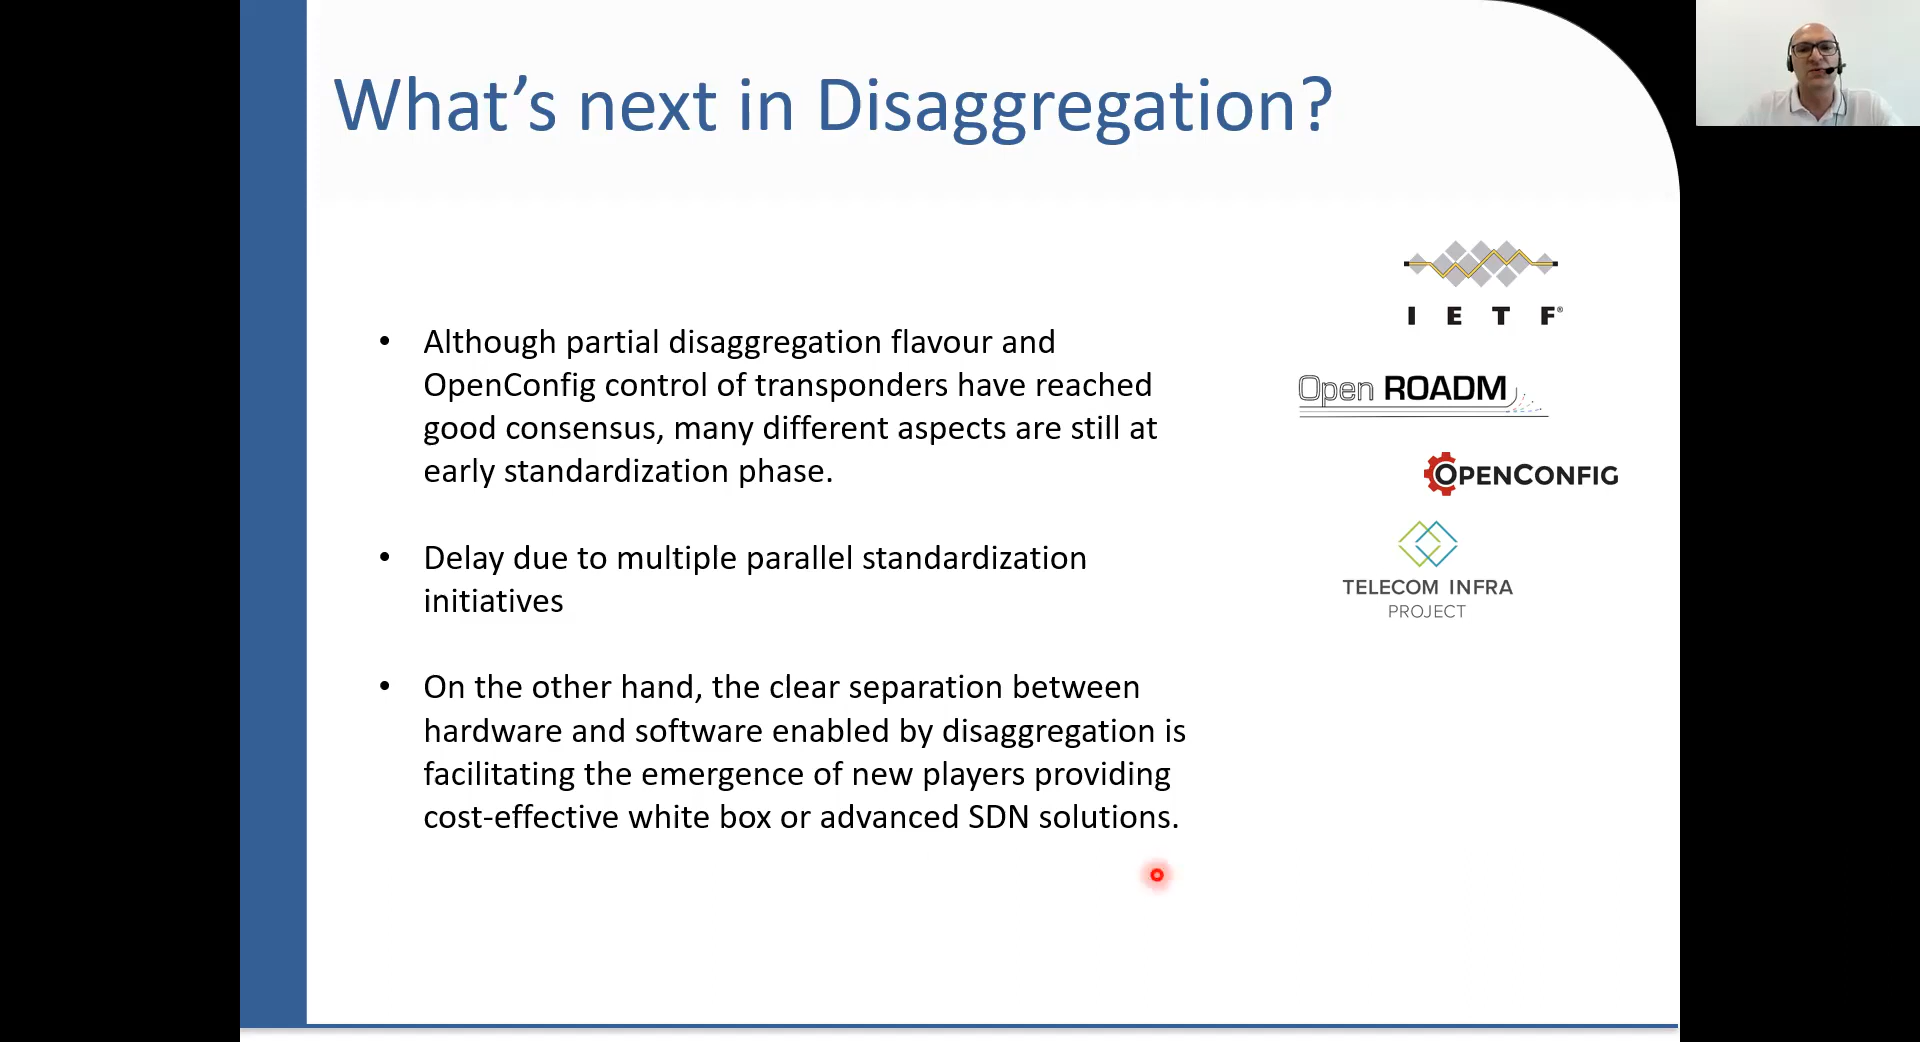 What’s next in Disaggregation?
• Although partial disaggregation flavour and
OpenConfig control of transponders have reached
good consensus, many different aspects are still at
early standardization phase.
• Delay due to multiple parallel standardization
initiatives
• On the other hand, the clear separation between
hardware and software enabled by disaggregation is
facilitating the emergence of new players providing
cost-effective white box or advanced SDN solutions.
I E T F®
Open ROADM
OPENCONFIG
TELECOM INFRA
PROJECT